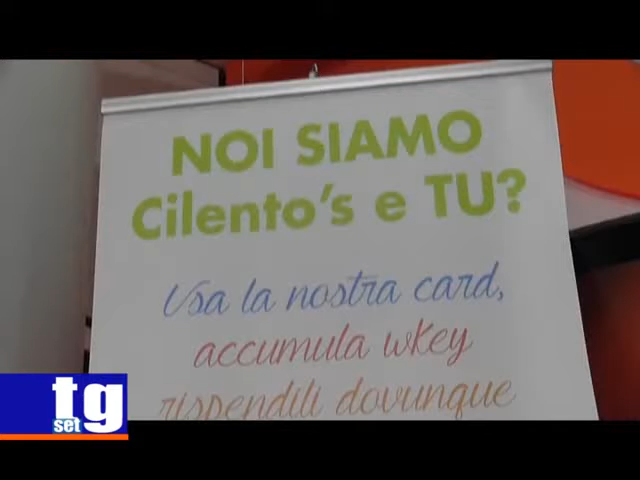 NOI SIAMO
Cilento's e TU?
Usa la nostra card,
accumula wkey
rispendili dovunque
tg
set